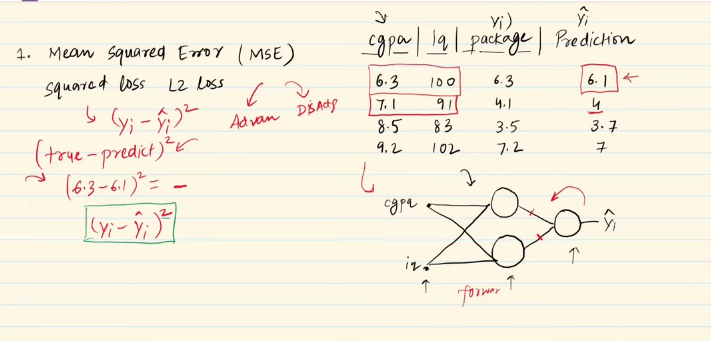 1. Mean Squared Error (MSE)
squared loss L2 loss
(yi - ŷi)²
(true - predict)²
(6.3 - 6.1)² = -
(yi - ŷi)²
Advan DisAdg
yi) ŷi
cgpa | iq | package | Prediction
6.3 100 6.3 6.1
7.1 91 4.1 4
8.5 83 3.5 3.7
9.2 102 7.2 7
cgpa
iq
ŷi
forwar